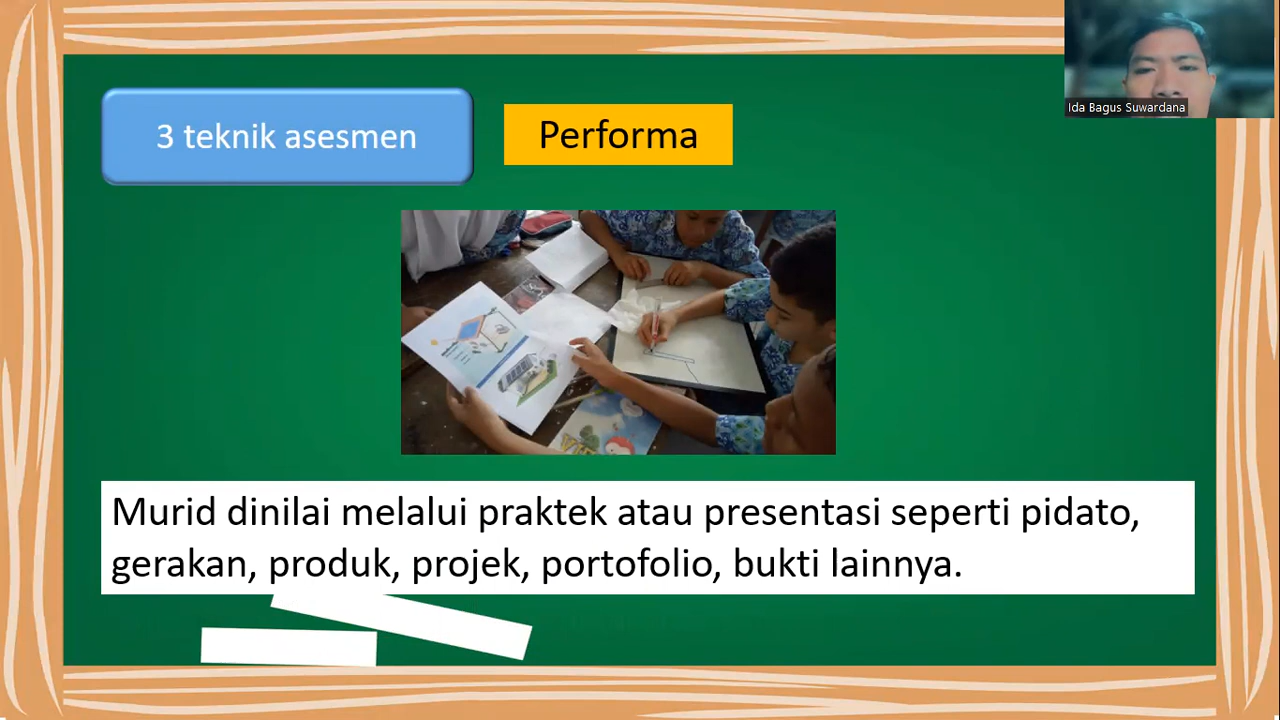 3 teknik asesmen
Performa
Ida Bagus Suwardana
Murid dinilai melalui praktek atau presentasi seperti pidato,
gerakan, produk, projek, portofolio, bukti lainnya.